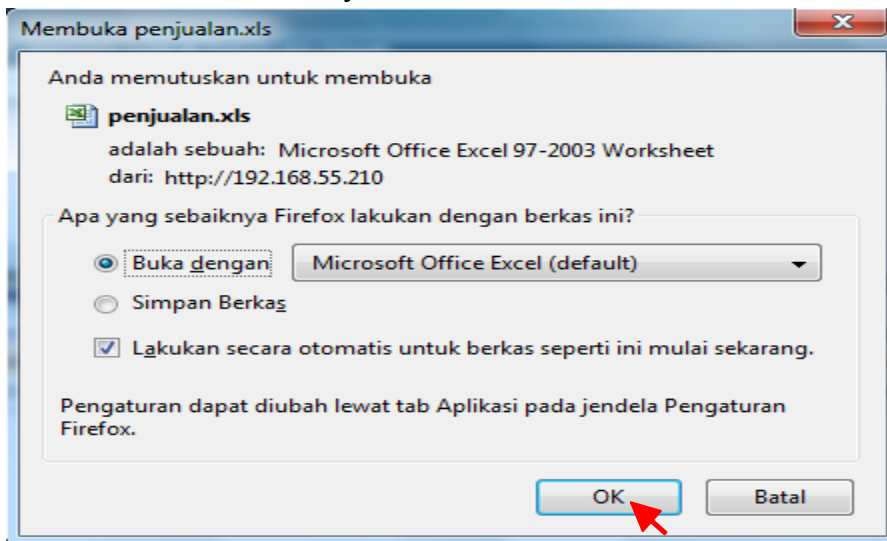 Membuka penjualan.xls
Anda memutuskan untuk membuka
penjualan.xls
adalah sebuah: Microsoft Office Excel 97-2003 Worksheet
dari: http://192.168.55.210
Apa yang sebaiknya Firefox lakukan dengan berkas ini?
Buka dengan Microsoft Office Excel (default)
Simpan Berkas
Lakukan secara otomatis untuk berkas seperti ini mulai sekarang.
Pengaturan dapat diubah lewat tab Aplikasi pada jendela Pengaturan
Firefox.
OK Batal